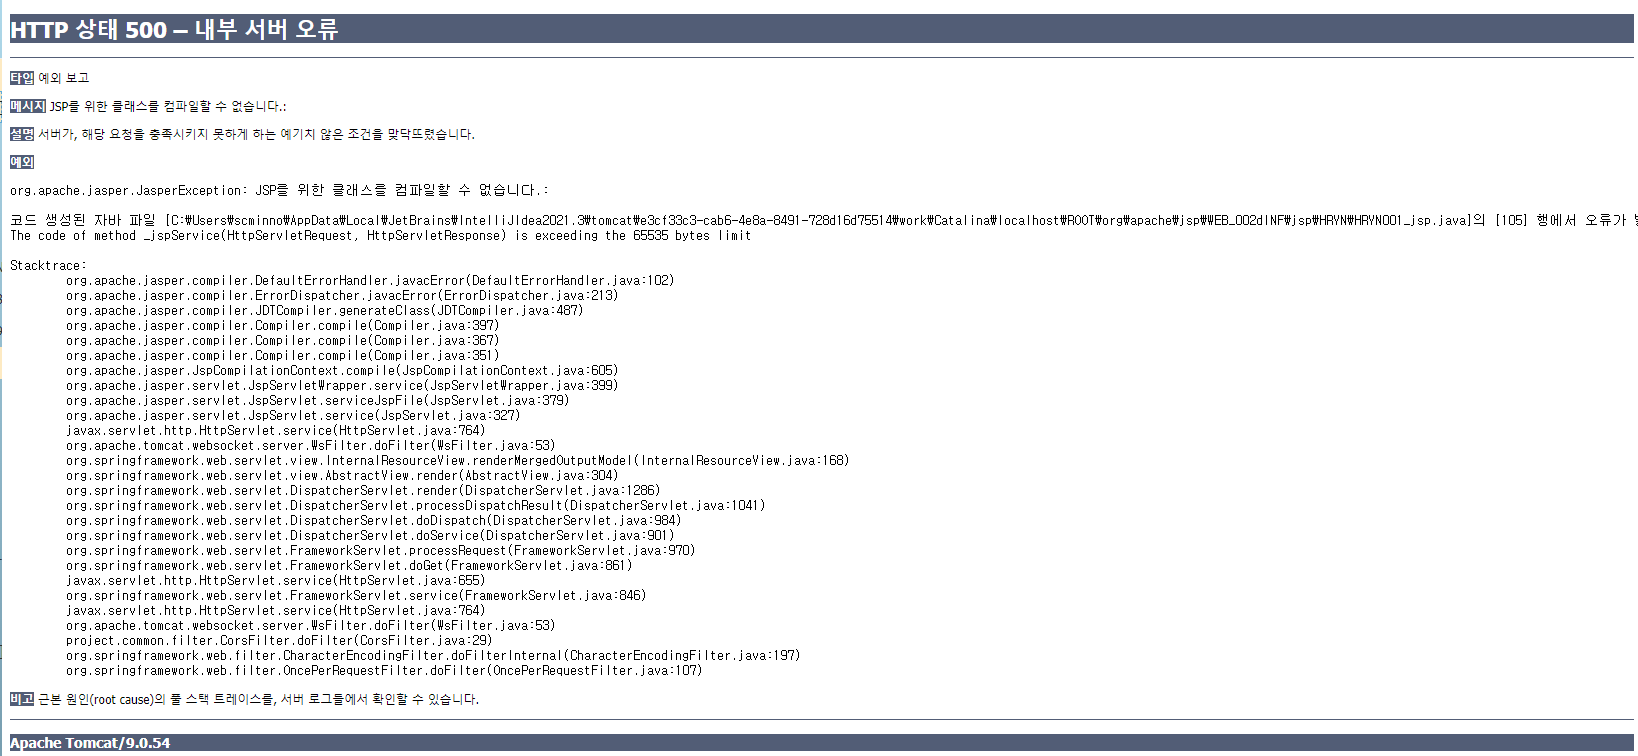 HTTP 상태 500 – 내부 서버 오류
타입 예외 보고
메시지 JSP를 위한 클래스를 컴파일할 수 없습니다.:
설명 서버가, 해당 요청을 충족시키지 못하게 하는 예기치 않은 조건을 맞닥뜨렸습니다.
예외
org.apache.jasper.JasperException: JSP를 위한 클래스를 컴파일할 수 없습니다.:
코드 생성된 자바 파일 [C:₩Users₩scminno₩AppData₩Local₩JetBrains₩IntelliJIdea2021.3₩tomcat₩e3cf33c3-cab6-4e8a-8491-728d16d75514₩work₩Catalina₩localhost₩ROOT₩org₩apache₩jsp₩WEB_002dINF₩jsp₩HRYN₩HRYN001_jsp.java]의 [105] 행에서 오류가
The code of method _jspService(HttpServletRequest, HttpServletResponse) is exceeding the 65535 bytes limit
Stacktrace:
org.apache.jasper.compiler.DefaultErrorHandler.javacError(DefaultErrorHandler.java:102)
org.apache.jasper.compiler.ErrorDispatcher.javacError(ErrorDispatcher.java:213)
org.apache.jasper.compiler.JDTCompiler.generateClass(JDTCompiler.java:487)
org.apache.jasper.compiler.Compiler.compile(Compiler.java:397)
org.apache.jasper.compiler.Compiler.compile(Compiler.java:367)
org.apache.jasper.compiler.Compiler.compile(Compiler.java:351)
org.apache.jasper.JspCompilationContext.compile(JspCompilationContext.java:605)
org.apache.jasper.servlet.JspServletWrapper.service(JspServletWrapper.java:399)
org.apache.jasper.servlet.JspServlet.serviceJspFile(JspServlet.java:379)
org.apache.jasper.servlet.JspServlet.service(JspServlet.java:327)
javax.servlet.http.HttpServlet.service(HttpServlet.java:764)
org.apache.tomcat.websocket.server.WsFilter.doFilter(WsFilter.java:53)
org.springframework.web.servlet.view.InternalResourceView.renderMergedOutputModel(InternalResourceView.java:168)
org.springframework.web.servlet.view.AbstractView.render(AbstractView.java:304)
org.springframework.web.servlet.DispatcherServlet.render(DispatcherServlet.java:1286)
org.springframework.web.servlet.DispatcherServlet.processDispatchResult(DispatcherServlet.java:1041)
org.springframework.web.servlet.DispatcherServlet.doDispatch(DispatcherServlet.java:984)
org.springframework.web.servlet.DispatcherServlet.doService(DispatcherServlet.java:901)
org.springframework.web.servlet.FrameworkServlet.processRequest(FrameworkServlet.java:970)
org.springframework.web.servlet.FrameworkServlet.doGet(FrameworkServlet.java:861)
javax.servlet.http.HttpServlet.service(HttpServlet.java:655)
org.springframework.web.servlet.FrameworkServlet.service(FrameworkServlet.java:846)
javax.servlet.http.HttpServlet.service(HttpServlet.java:764)
org.apache.tomcat.websocket.server.WsFilter.doFilter(WsFilter.java:53)
project.common.filter.CorsFilter.doFilter(CorsFilter.java:29)
org.springframework.web.filter.CharacterEncodingFilter.doFilterInternal(CharacterEncodingFilter.java:197)
org.springframework.web.filter.OncePerRequestFilter.doFilter(OncePerRequestFilter.java:107)
비고 근본 원인(root cause)의 풀 스택 트레이스를, 서버 로그들에서 확인할 수 있습니다.
Apache Tomcat/9.0.54